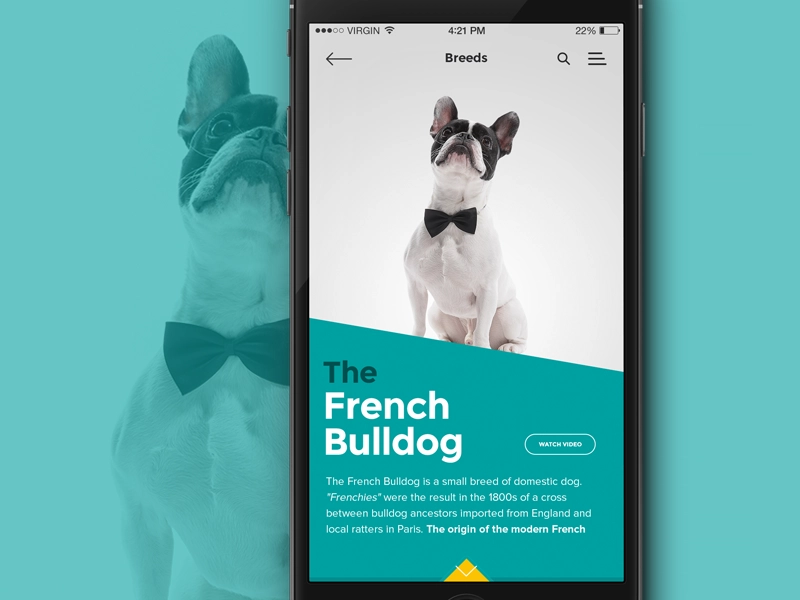 VIRGIN 4:21 PM 22%
Breeds
The
French
Bulldog
WATCH VIDEO
The French Bulldog is a small breed of domestic dog.
"Frenchies" were the result in the 1800s of a cross
between bulldog ancestors imported from England and
local ratters in Paris. The origin of the modern French